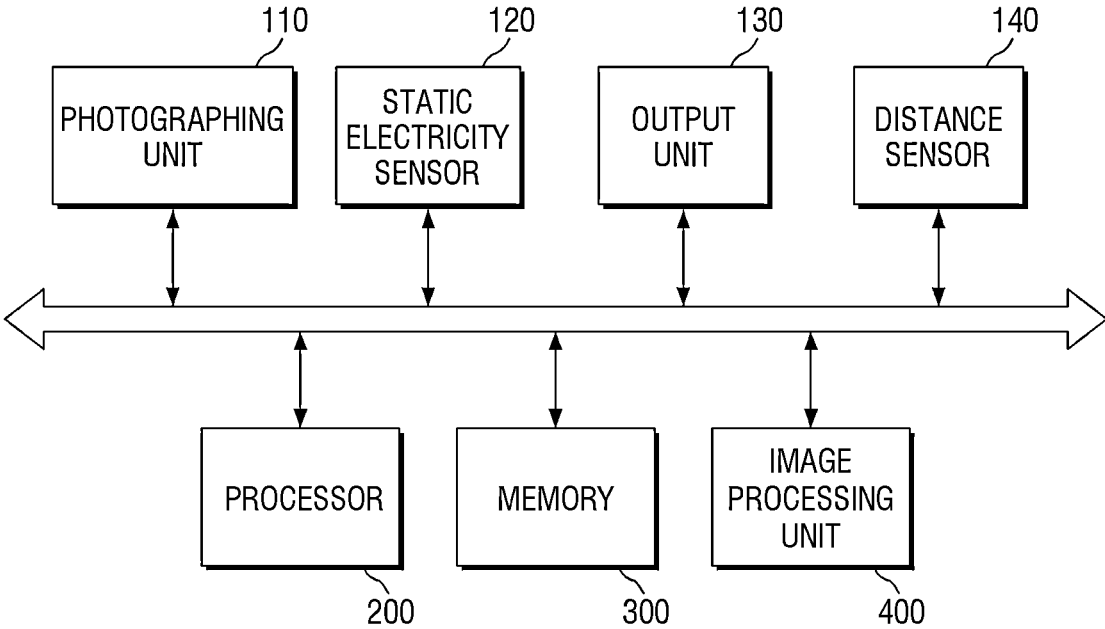 110
120
130
140
PHOTOGRAPHING
UNIT
STATIC
ELECTRICITY
SENSOR
OUTPUT
UNIT
DISTANCE
SENSOR
PROCESSOR
MEMORY
IMAGE
PROCESSING
UNIT
200
300
400